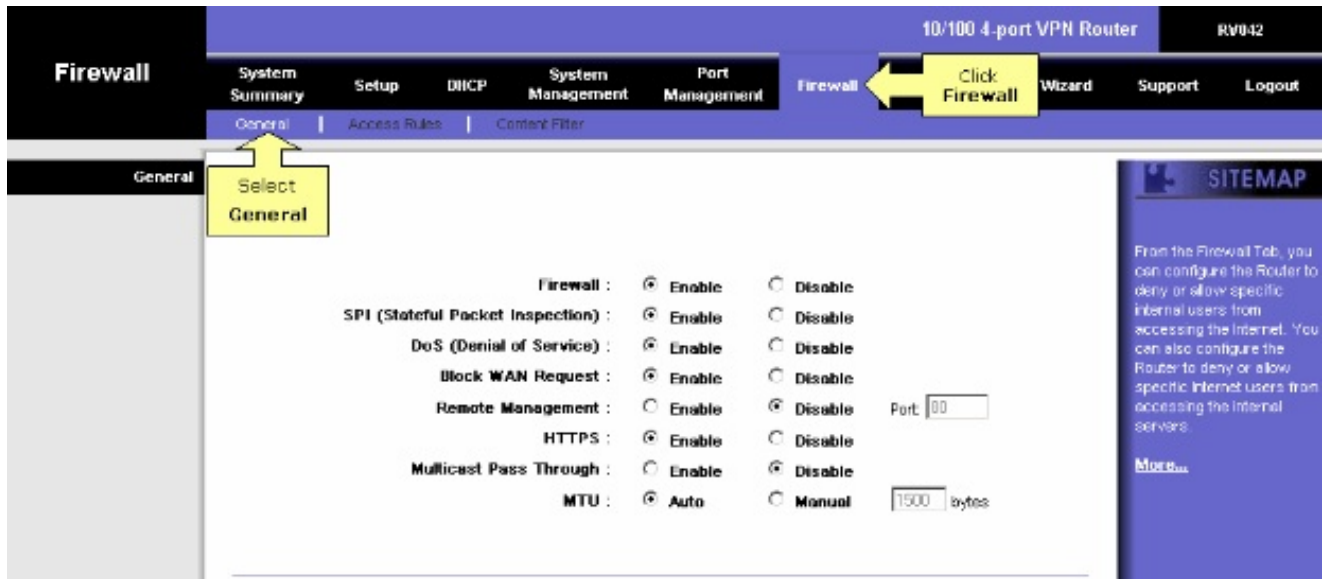 10/100 4-port VPN Router RV042
Firewall
System Summary Setup DHCP System Management Port Management Firewall Click Firewall Wizard Support Logout
General | Access Rules | Content Filter
General
Select
General
SITEMAP
From the Firewall Tab, you
can configure the Router to
deny or allow specific
internal users from
accessing the Internet. You
can also configure the
Router to deny or allow
specific Internet users from
accessing the internal
servers.
More...
Firewall : Enable Disable
SPI (Stateful Packet Inspection) : Enable Disable
DoS (Denial of Service) : Enable Disable
Block WAN Request : Enable Disable
Remote Management : Enable Disable Port:
HTTPS : Enable Disable
Multicast Pass Through : Enable Disable
MTU : Auto Manual 1500 bytes